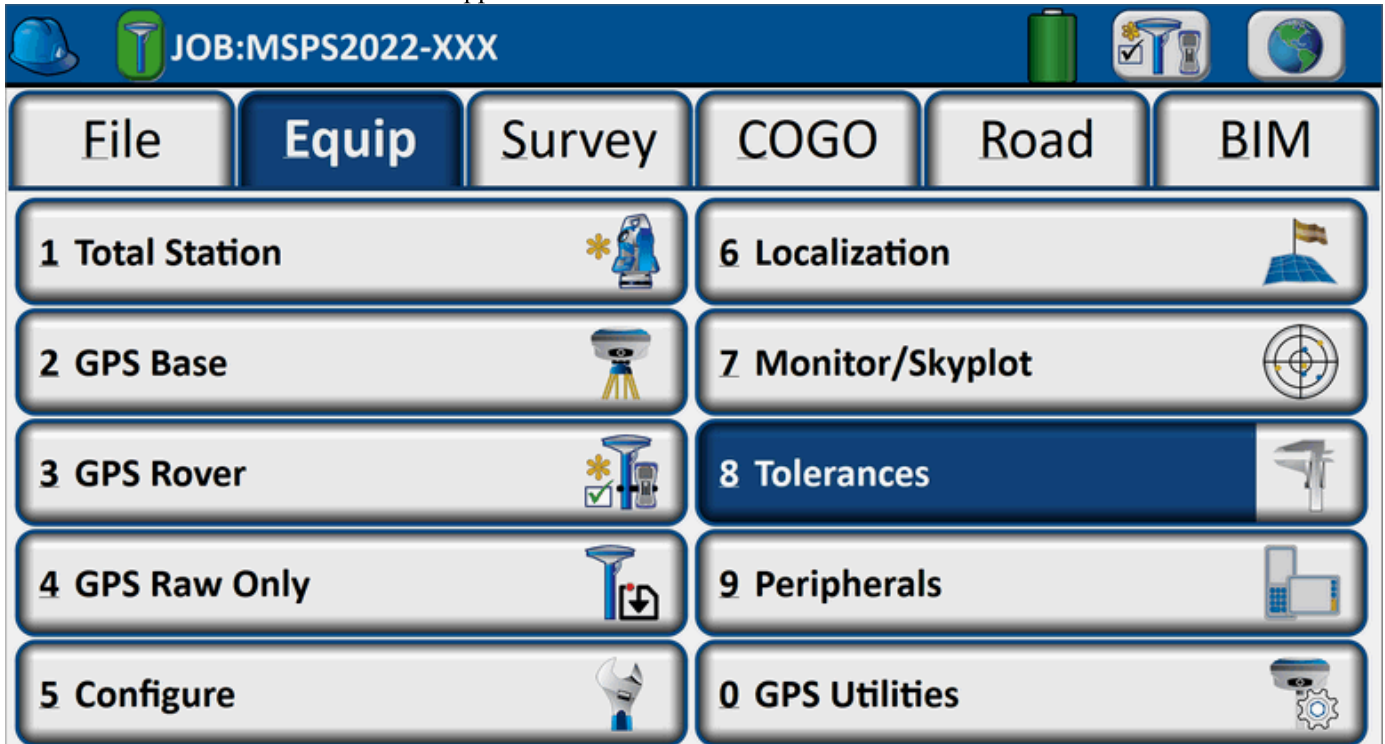 JOB:MSPS2022-XXX
File Equip Survey COGO Road BIM
1 Total Station
2 GPS Base
3 GPS Rover
4 GPS Raw Only
5 Configure
6 Localization
7 Monitor/Skyplot
8 Tolerances
9 Peripherals
0 GPS Utilities